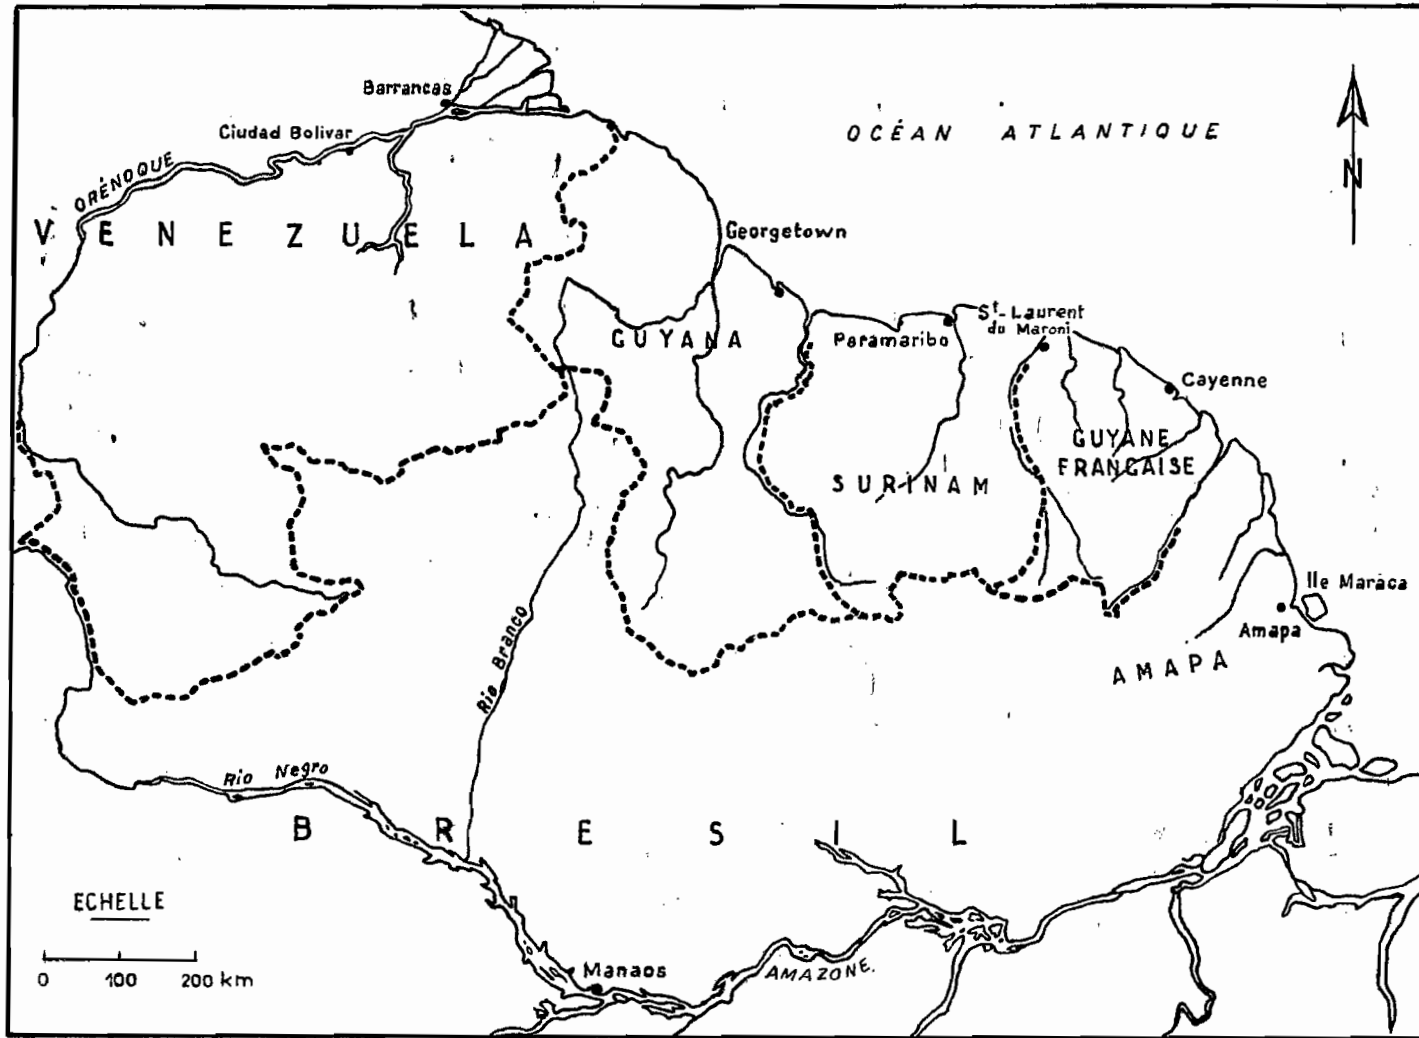 Barrancas
Ciudad Bolivar
OCÉAN ATLANTIQUE
N
ORÉNOQUE
VENEZUELA
Georgetown
GUYANA
Paramaribo
St-Laurent
du Maroni
Cayenne
GUYANE
FRANÇAISE
SURINAM
Ile Maraca
Amapa
AMAPA
Rio Branco
Rio Negro
BRESIL
ECHELLE
0 100 200 km
Manaos
AMAZONE.